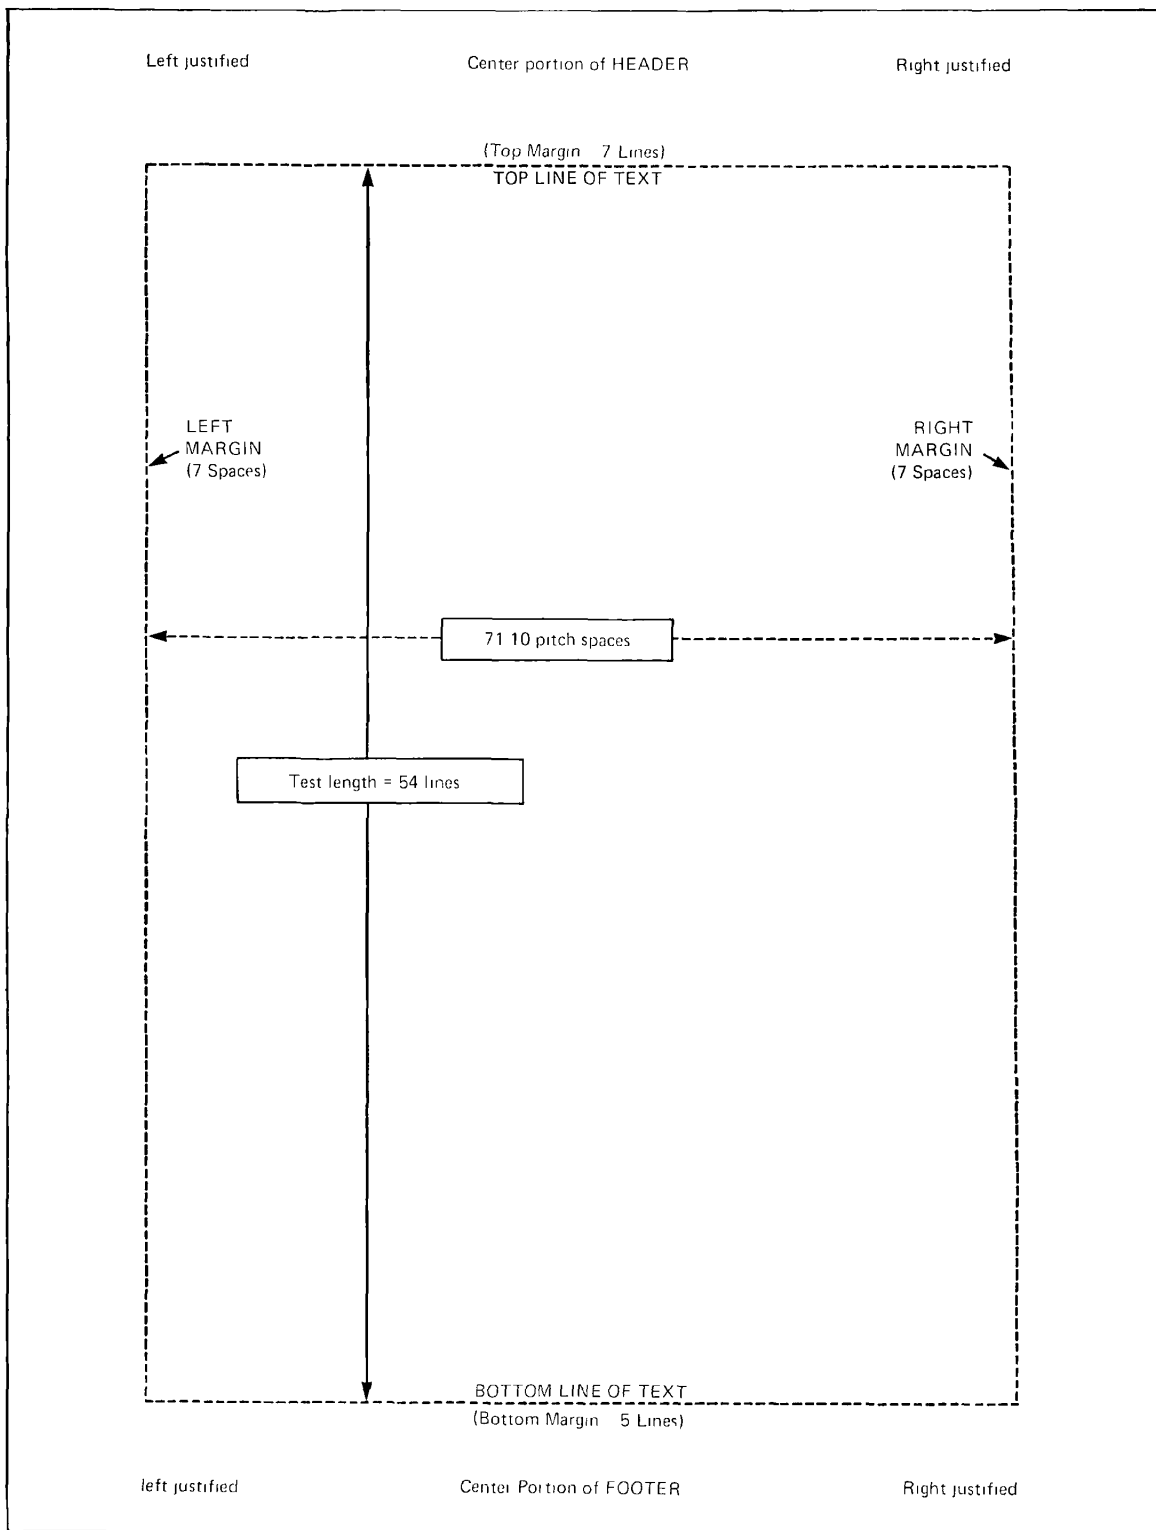 Left justified Center portion of HEADER Right justified
(Top Margin 7 Lines)
TOP LINE OF TEXT
LEFT
MARGIN
(7 Spaces)
RIGHT
MARGIN
(7 Spaces)
71 10 pitch spaces
Test length = 54 lines
BOTTOM LINE OF TEXT
(Bottom Margin 5 Lines)
left justified Center Portion of FOOTER Right justified